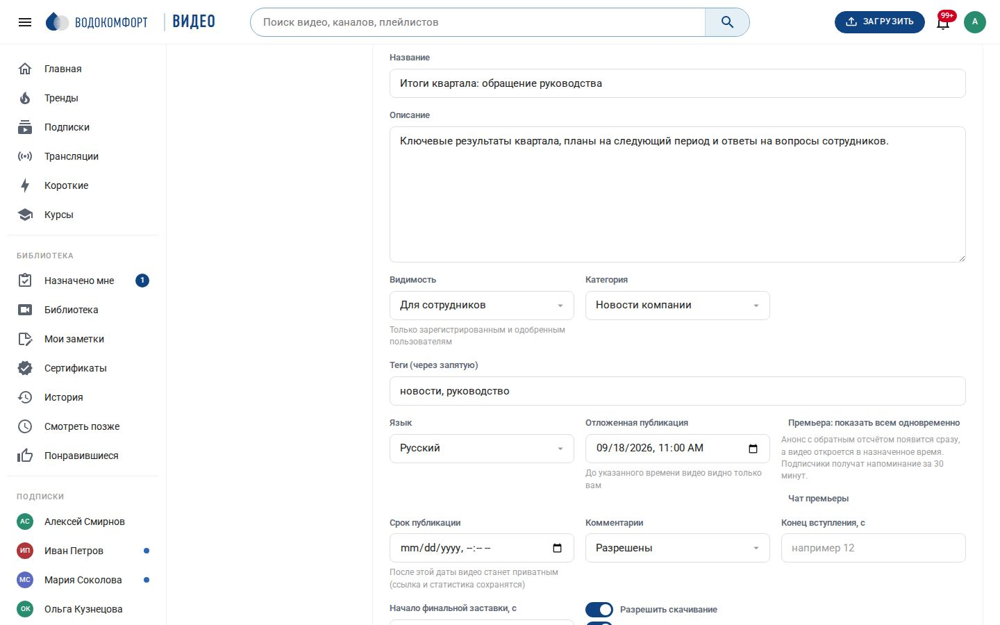 ВОДОКОМФОРТ
ВИДЕО
Поиск видео, каналов, плейлистов
ЗАГРУЗИТЬ
99+
А
Главная
Тренды
Подписки
Трансляции
Короткие
Курсы
БИБЛИОТЕКА
Назначено мне
1
Библиотека
Мои заметки
Сертификаты
История
Смотреть позже
Понравившиеся
ПОДПИСКИ
АС
Алексей Смирнов
ИП
Иван Петров
МС
Мария Соколова
ОК
Ольга Кузнецова
Название
Итоги квартала: обращение руководства
Описание
Ключевые результаты квартала, планы на следующий период и ответы на вопросы сотрудников.
Видимость
Для сотрудников
Только зарегистрированным и одобренным
пользователям
Категория
Новости компании
Теги (через запятую)
новости, руководство
Язык
Русский
Отложенная публикация
09/18/2026, 11:00 AM
До указанного времени видео видно только
вам
Премьера: показать всем одновременно
Анонс с обратным отсчётом появится сразу,
а видео откроется в назначенное время.
Подписчики получат напоминание за 30
минут.
Чат премьеры
Срок публикации
mm/dd/yyyy, --:-- --
После этой даты видео станет приватным
(ссылка и статистика сохранятся)
Комментарии
Разрешены
Конец вступления, с
например 12
Начало финальной заставки, с
Разрешить скачивание